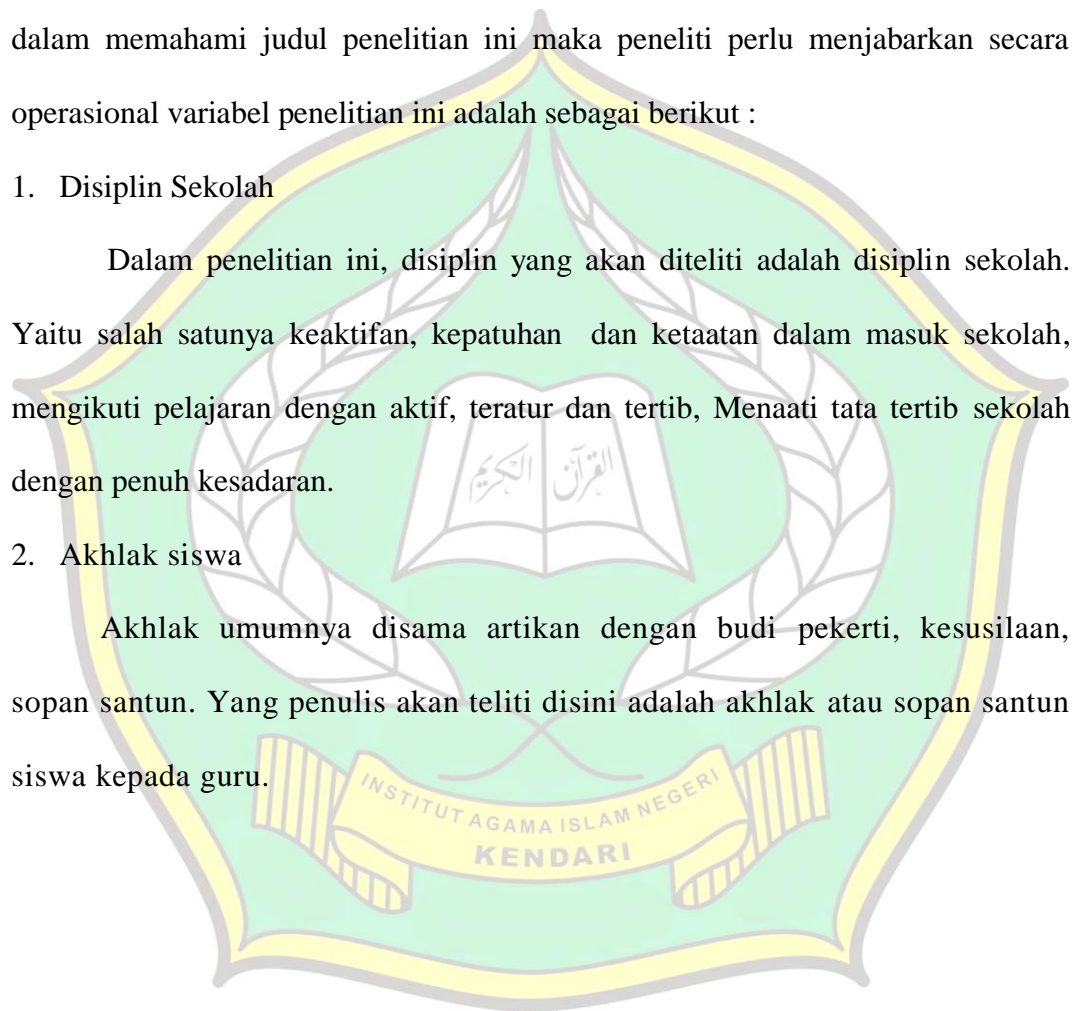 dalam memahami judul penelitian ini maka peneliti perlu menjabarkan secara
operasional variabel penelitian ini adalah sebagai berikut :
1. Disiplin Sekolah
Dalam penelitian ini, disiplin yang akan diteliti adalah disiplin sekolah.
Yaitu salah satunya keaktifan, kepatuhan dan ketaatan dalam masuk sekolah,
mengikuti pelajaran dengan aktif, teratur dan tertib, Menaati tata tertib sekolah
dengan penuh kesadaran.
القرآن الكريم
2. Akhlak siswa
Akhlak umumnya disama artikan dengan budi pekerti, kesusilaan,
sopan santun. Yang penulis akan teliti disini adalah akhlak atau sopan santun
siswa kepada guru.
INSTITUT AGAMA ISLAM NEGERI
KENDARI